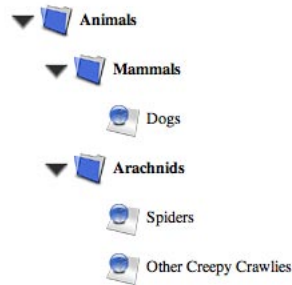 Animals
Mammals
Dogs
Arachnids
Spiders
Other Creepy Crawlies